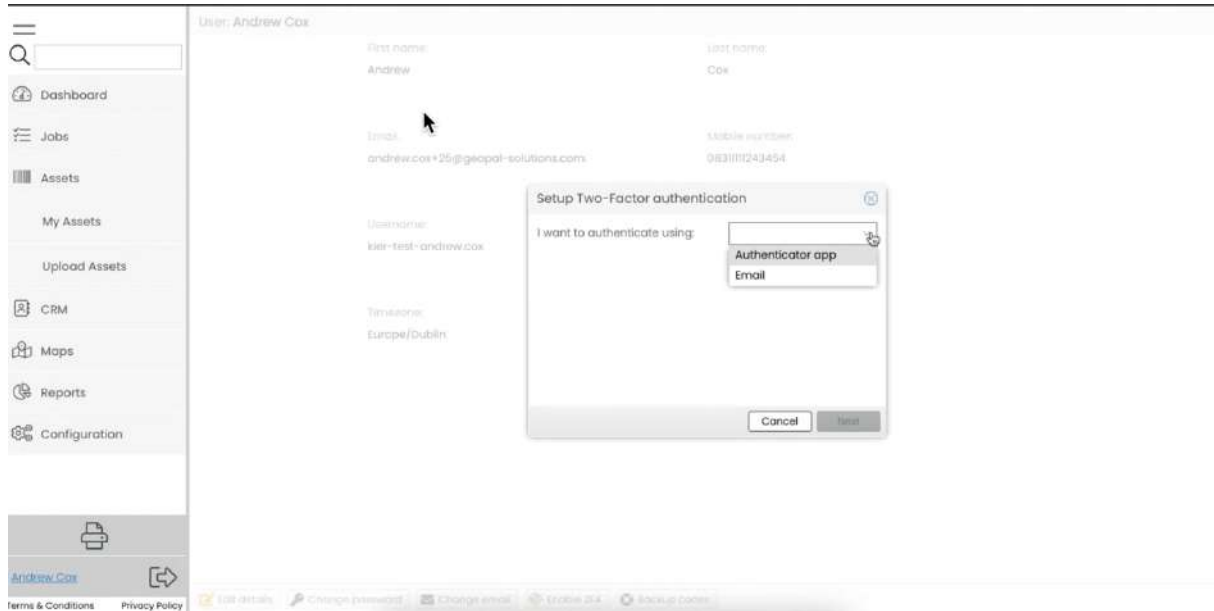 User: Andrew Cox
First name:
Last name:
Andrew
Cox
Dashboard
Jobs
Email:
Mobile number:
andrew.cox+25@geopal-solutions.com
Assets
Setup Two-Factor authentication
My Assets
Username:
I want to authenticate using:
kier-test-andrew.cox
Authenticator app
Upload Assets
Email
CRM
Timezone:
Europe/Dublin
Maps
Reports
Cancel
Next
Configuration
Andrew Cox
Terms & Conditions
Privacy Policy
Edit details
Change password
Change email
Enable 2FA
Backup codes